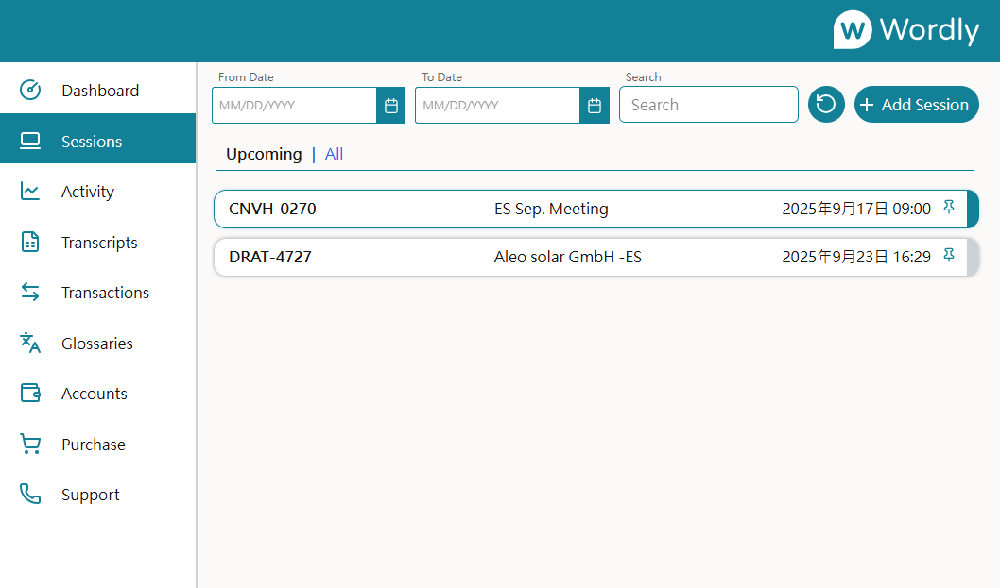 Wordly
Dashboard
Sessions
Activity
Transcripts
Transactions
Glossaries
Accounts
Purchase
Support
From Date To Date Search
MM/DD/YYYY MM/DD/YYYY Search + Add Session
Upcoming | All
CNVH-0270 ES Sep. Meeting 2025年9月17日 09:00
DRAT-4727 Aleo solar GmbH -ES 2025年9月23日 16:29